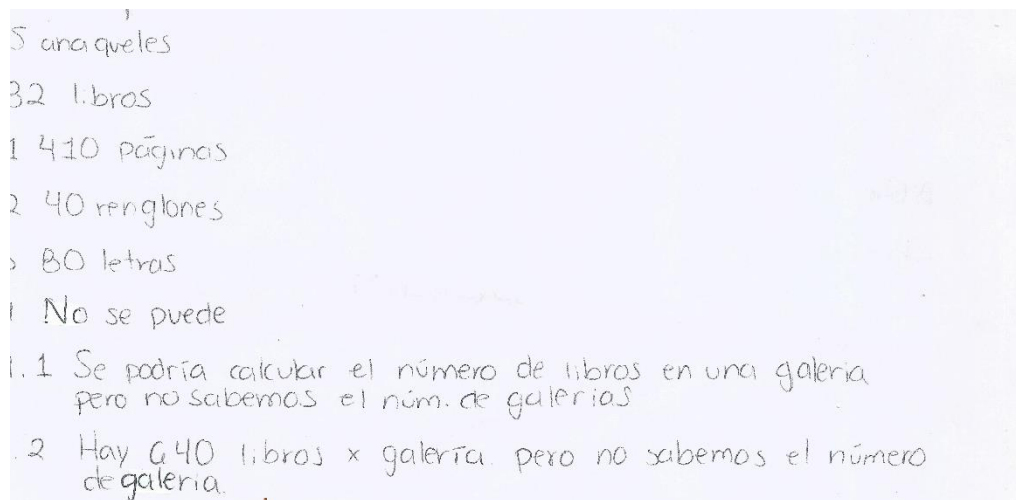 5 anaqueles
32 libros
1 410 páginas
2 40 renglones
80 letras
No se puede
.1 Se podría calcular el número de libros en una galeria
pero no sabemos el núm. de galerias
.2 Hay 640 libros x galería. pero no sabemos el número
de galeria.